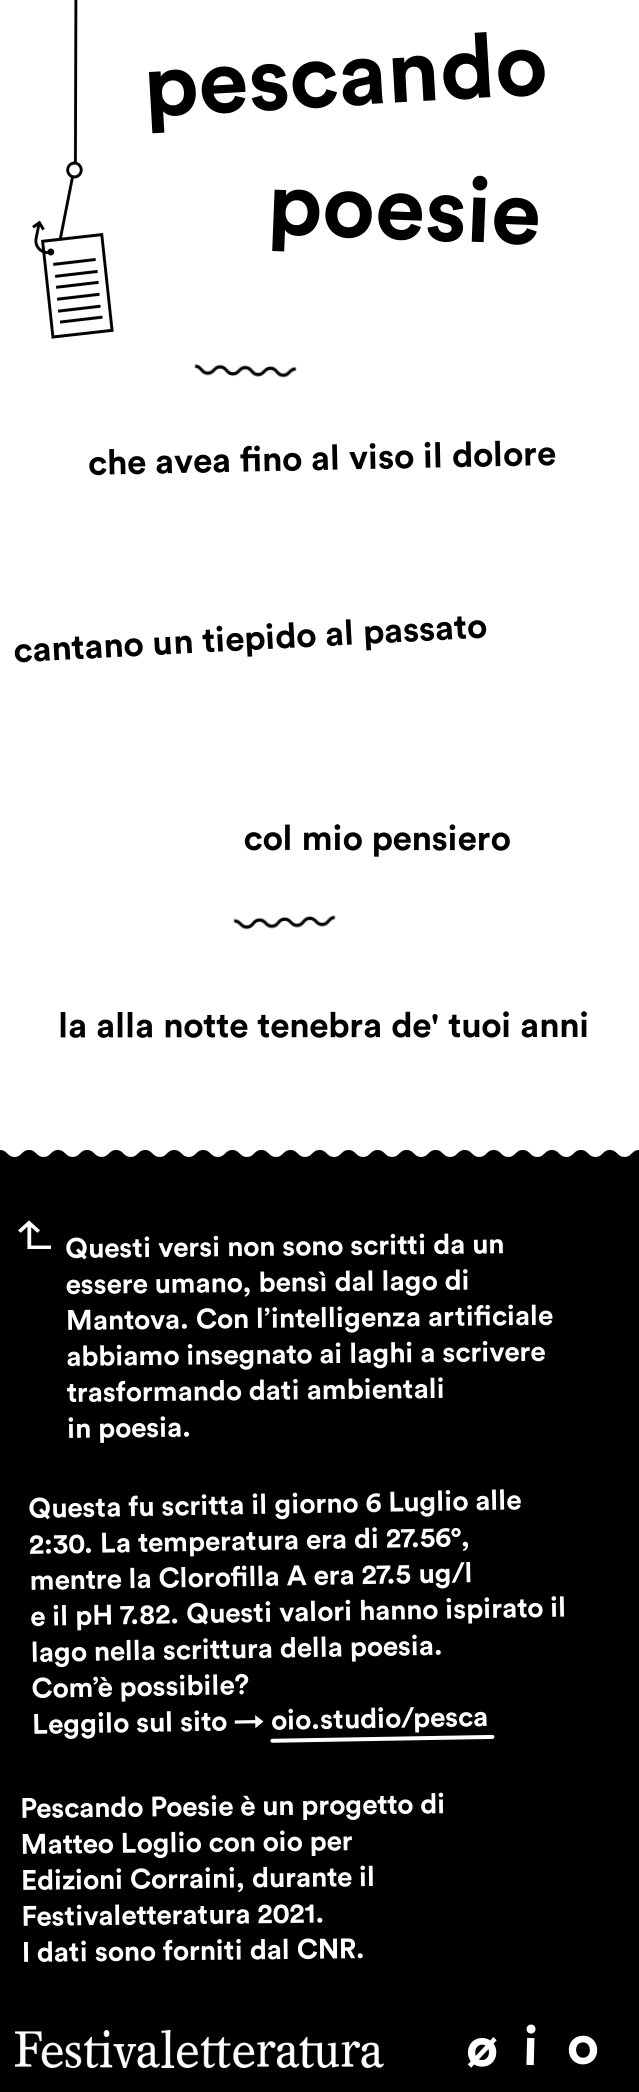 pescando
poesie
che avea fino al viso il dolore
cantano un tiepido al passato
col mio pensiero
la alla notte tenebra de' tuoi anni
Questi versi non sono scritti da un
essere umano, bensì dal lago di
Mantova. Con l’intelligenza artificiale
abbiamo insegnato ai laghi a scrivere
trasformando dati ambientali
in poesia.
Questa fu scritta il giorno 6 Luglio alle
2:30. La temperatura era di 27.56°,
mentre la Clorofilla A era 27.5 ug/l
e il pH 7.82. Questi valori hanno ispirato il
lago nella scrittura della poesia.
Com’è possibile?
Leggilo sul sito → oio.studio/pesca
Pescando Poesie è un progetto di
Matteo Loglio con oio per
Edizioni Corraini, durante il
Festivaletteratura 2021.
I dati sono forniti dal CNR.
Festivaletteratura ø i o